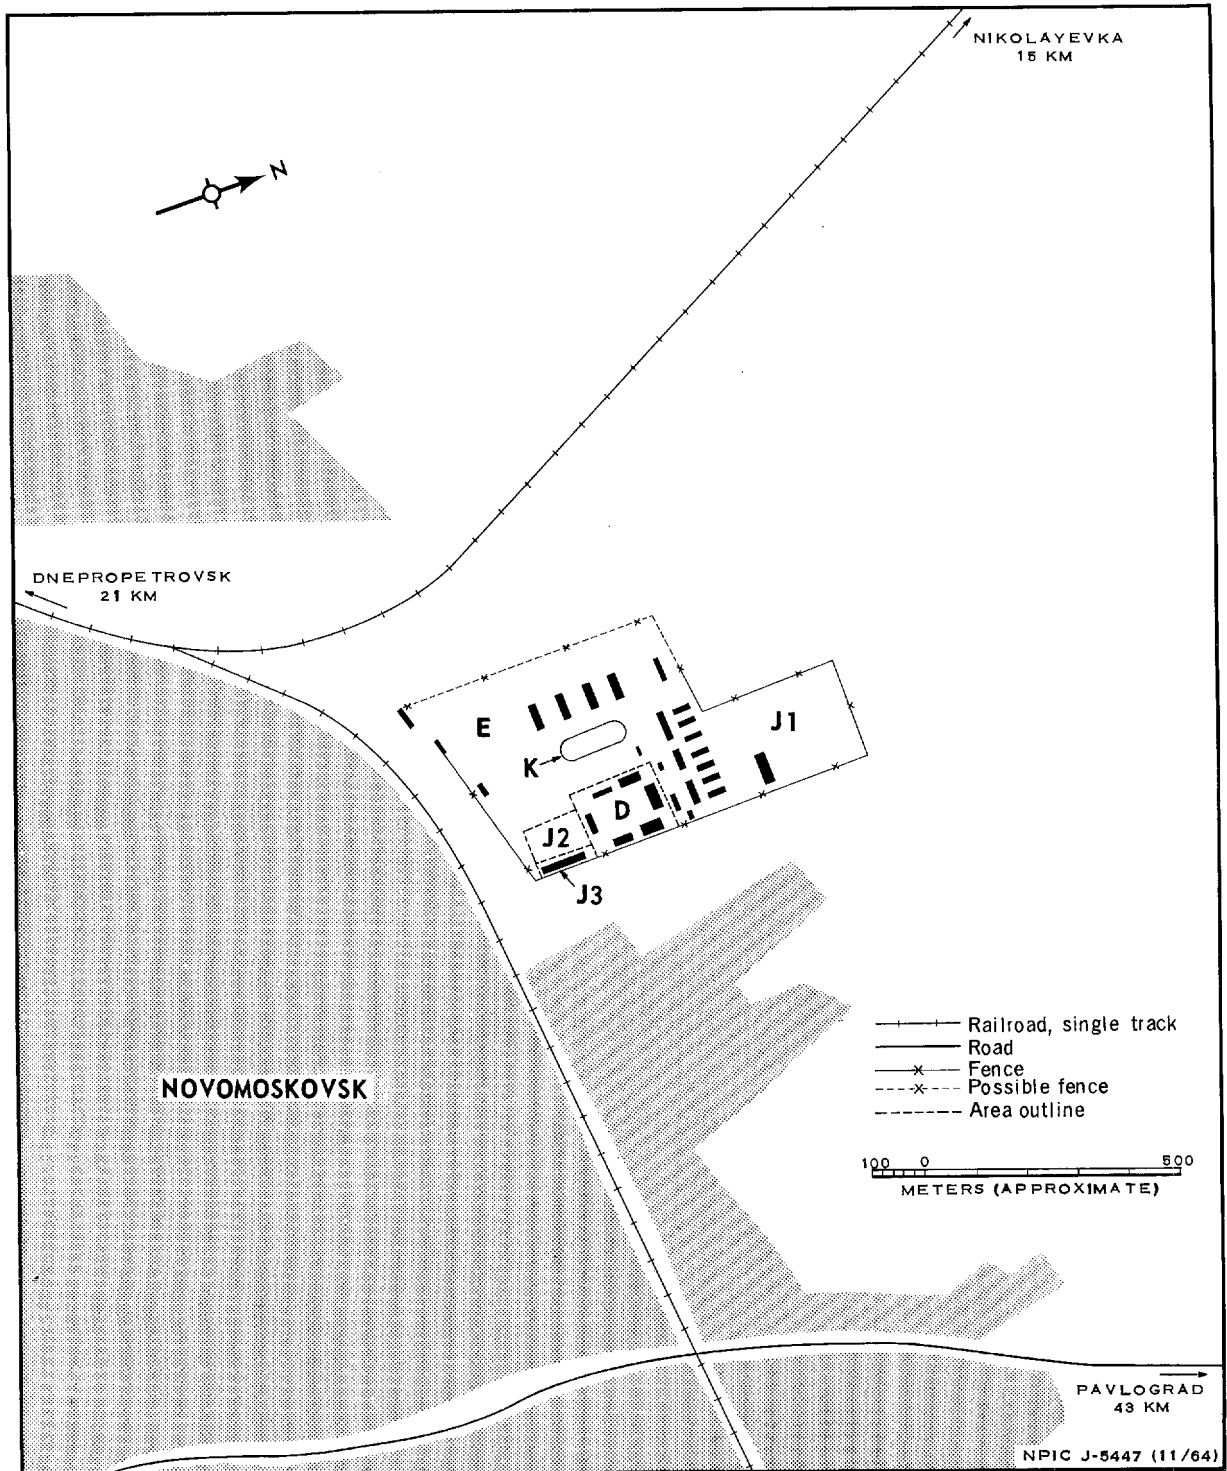 NIKOLAYEVKA
15 KM
N
DNEPROPETROVSK
21 KM
E
J1
K
D
J2
J3
Railroad, single track
Road
Fence
Possible fence
Area outline
NOVOMOSKOVSK
100 0 500
METERS (APPROXIMATE)
PAVLOGRAD
43 KM
NPIC J-5447 (11/64)